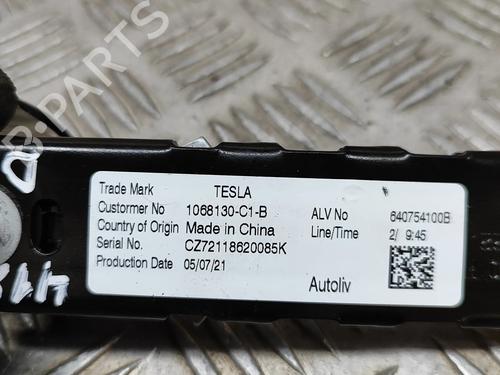 B-PARTS
Trade Mark TESLA
Custormer No 1068130-C1-B ALV No 640754100B
Country of Origin Made in China Line/Time 2/ 9:45
Serial No. CZ72118620085K
Production Date 05/07/21 Autoliv